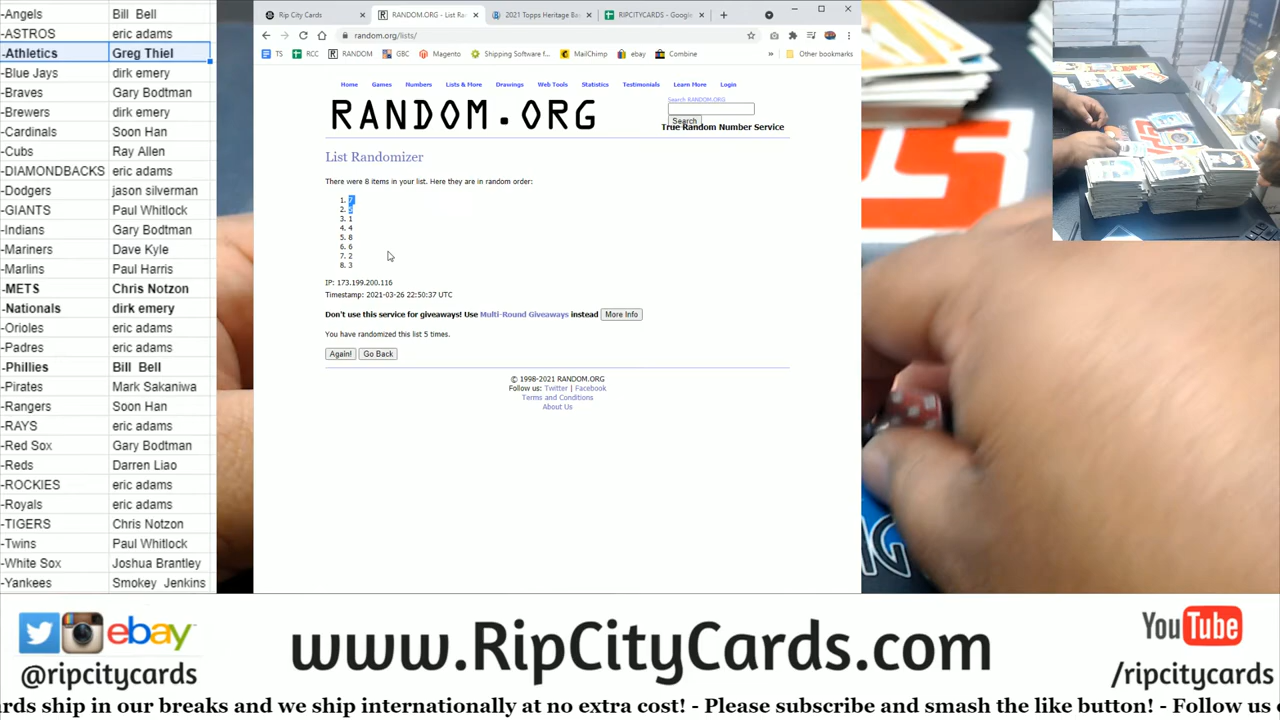 -Angels Bill Bell
-ASTROS eric adams
-Athletics Greg Thiel
-Blue Jays dirk emery
-Braves Gary Bodtman
-Brewers dirk emery
-Cardinals Soon Han
-Cubs Ray Allen
-DIAMONDBACKS eric adams
-Dodgers jason silverman
-GIANTS Paul Whitlock
-Indians Gary Bodtman
-Mariners Dave Kyle
-Marlins Paul Harris
-METS Chris Notzon
-Nationals dirk emery
-Orioles eric adams
-Padres eric adams
-Phillies Bill Bell
-Pirates Mark Sakaniwa
-Rangers Soon Han
-RAYS eric adams
-Red Sox Gary Bodtman
-Reds Darren Liao
-ROCKIES eric adams
-Royals eric adams
-TIGERS Chris Notzon
-Twins Paul Whitlock
-White Sox Joshua Brantley
-Yankees Smokey Jenkins
Rip City Cards RANDOM.ORG - List Ra 2021 Topps Heritage Ba RIPCITYCARDS - Google
random.org/lists/
TS RCC RANDOM GBC Magento Shipping Software f... MailChimp ebay Combine » Other bookmarks
Home Games Numbers Lists & More Drawings Web Tools Statistics Testimonials Learn More Login
RANDOM.ORG
Search RANDOM.ORG
Search
True Random Number Service
List Randomizer
There were 8 items in your list. Here they are in random order:
1. 7
2. 5
3. 1
4. 4
5. 8
6. 6
7. 2
8. 3
IP: 173.199.200.116
Timestamp: 2021-03-26 22:50:37 UTC
Don't use this service for giveaways! Use Multi-Round Giveaways instead More Info
You have randomized this list 5 times.
Again! Go Back
© 1998-2021 RANDOM.ORG
Follow us: Twitter | Facebook
Terms and Conditions
About Us
ebay
@ripcitycards
www.RipCityCards.com
YouTube
/ripcitycards
rds ship in our breaks and we ship internationally at no extra cost! - Please subscribe and smash the like button! - Follow us